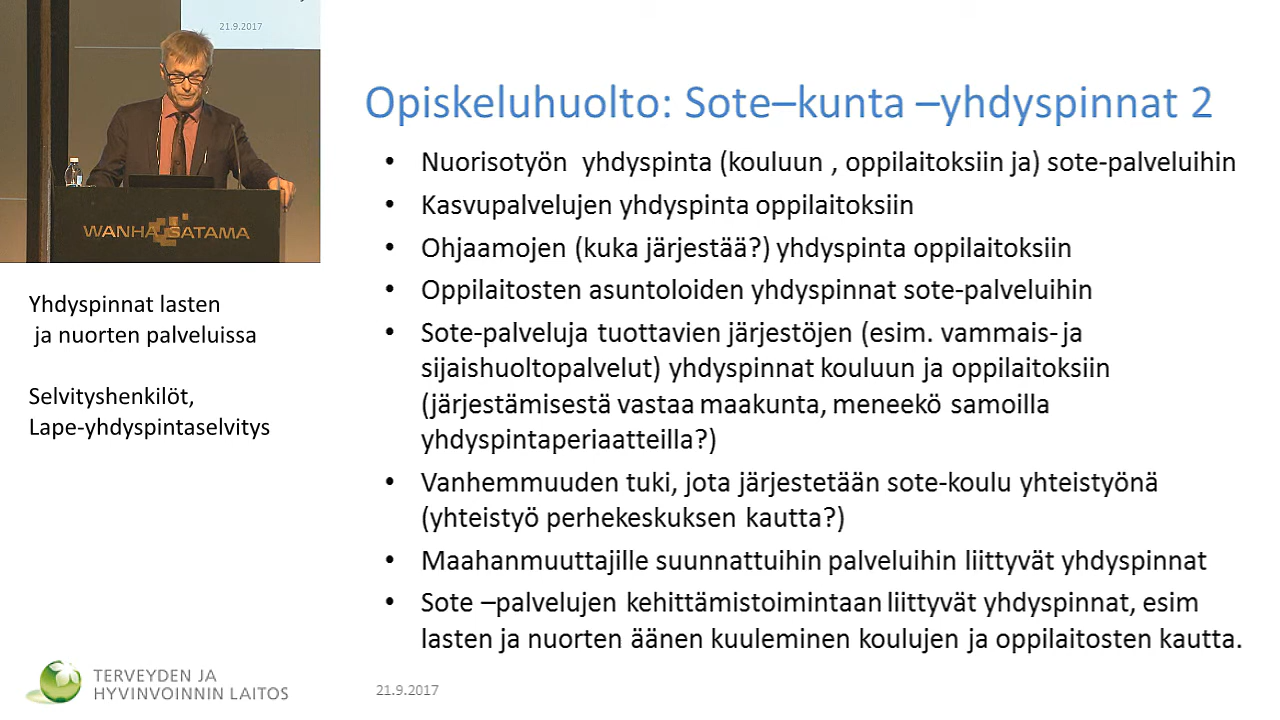 21.9.2017
WANHA SATAMA
Yhdyspinnat lasten
ja nuorten palveluissa
Selvityshenkilöt,
Lape-yhdyspintaselvitys
Opiskeluhuolto: Sote–kunta –yhdyspinnat 2
• Nuorisotyön yhdyspinta (kouluun , oppilaitoksiin ja) sote-palveluihin
• Kasvupalvelujen yhdyspinta oppilaitoksiin
• Ohjaamojen (kuka järjestää?) yhdyspinta oppilaitoksiin
• Oppilaitosten asuntoloiden yhdyspinnat sote-palveluihin
• Sote-palveluja tuottavien järjestöjen (esim. vammais- ja
sijaishuoltopalvelut) yhdyspinnat kouluun ja oppilaitoksiin
(järjestämisestä vastaa maakunta, meneekö samoilla
yhdyspintaperiaatteilla?)
• Vanhemmuuden tuki, jota järjestetään sote-koulu yhteistyönä
(yhteistyö perhekeskuksen kautta?)
• Maahanmuuttajille suunnattuihin palveluihin liittyvät yhdyspinnat
• Sote –palvelujen kehittämistoimintaan liittyvät yhdyspinnat, esim
lasten ja nuorten äänen kuuleminen koulujen ja oppilaitosten kautta.
TERVEYDEN JA
HYVINVOINNIN LAITOS
21.9.2017